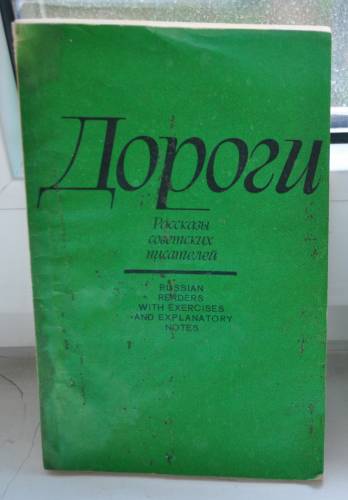 Дороги
Рассказы
советских
писателей
RUSSIAN
READERS
WITH EXERCISES
AND EXPLANATORY
NOTES